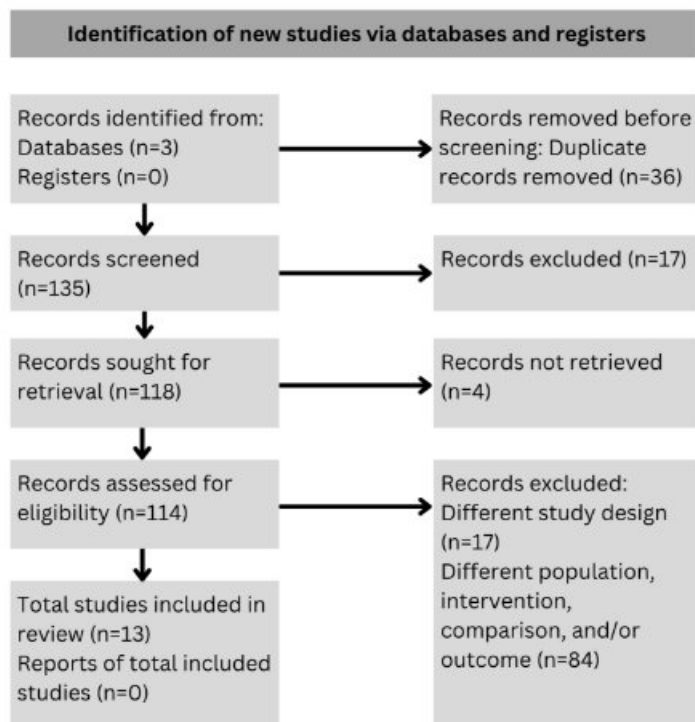 Identification of new studies via databases and registers
Records identified from:
Databases (n=3)
Registers (n=0)
Records removed before
screening: Duplicate
records removed (n=36)
Records screened
(n=135)
Records excluded (n=17)
Records sought for
retrieval (n=118)
Records not retrieved
(n=4)
Records assessed for
eligibility (n=114)
Records excluded:
Different study design
(n=17)
Different population,
intervention,
comparison, and/or
outcome (n=84)
Total studies included in
review (n=13)
Reports of total included
studies (n=0)